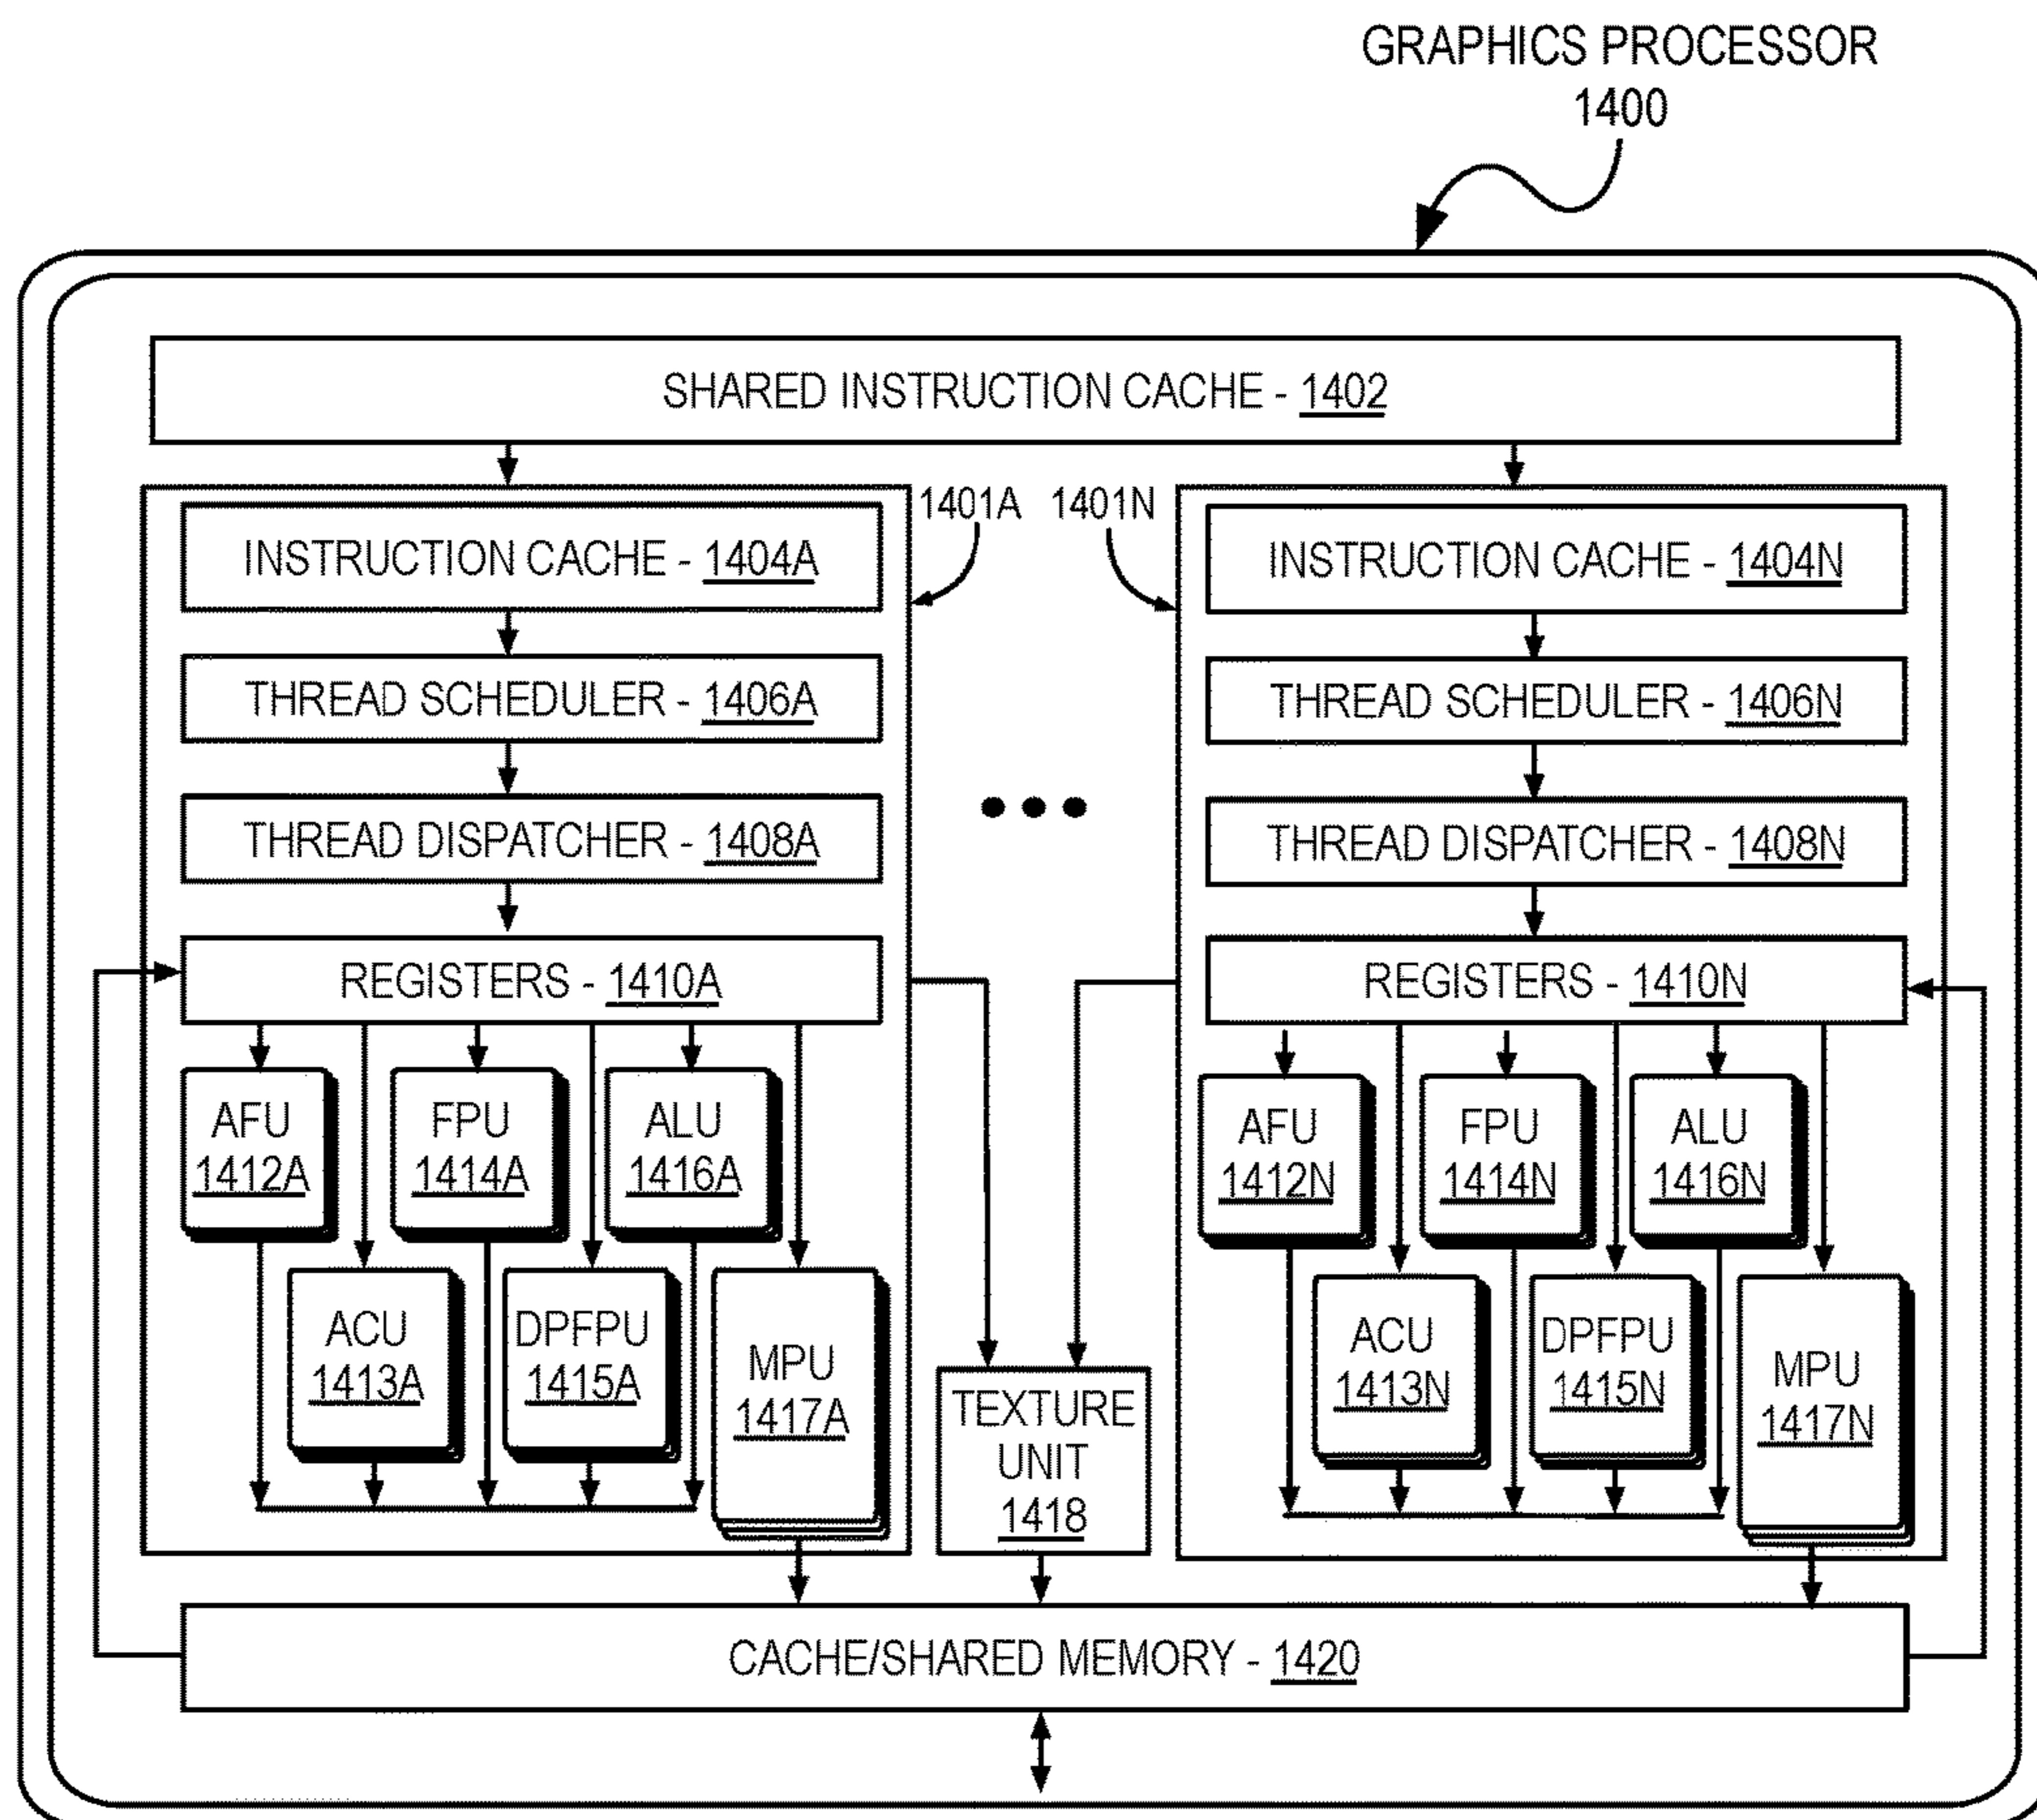 GRAPHICS PROCESSOR
1400
SHARED INSTRUCTION CACHE - 1402
1401A
1401N
INSTRUCTION CACHE - 1404A
THREAD SCHEDULER - 1406A
THREAD DISPATCHER - 1408A
REGISTERS - 1410A
AFU
1412A
FPU
1414A
ALU
1416A
ACU
1413A
DPFPU
1415A
MPU
1417A
INSTRUCTION CACHE - 1404N
THREAD SCHEDULER - 1406N
THREAD DISPATCHER - 1408N
REGISTERS - 1410N
AFU
1412N
FPU
1414N
ALU
1416N
ACU
1413N
DPFPU
1415N
MPU
1417N
TEXTURE
UNIT
1418
CACHE/SHARED MEMORY - 1420